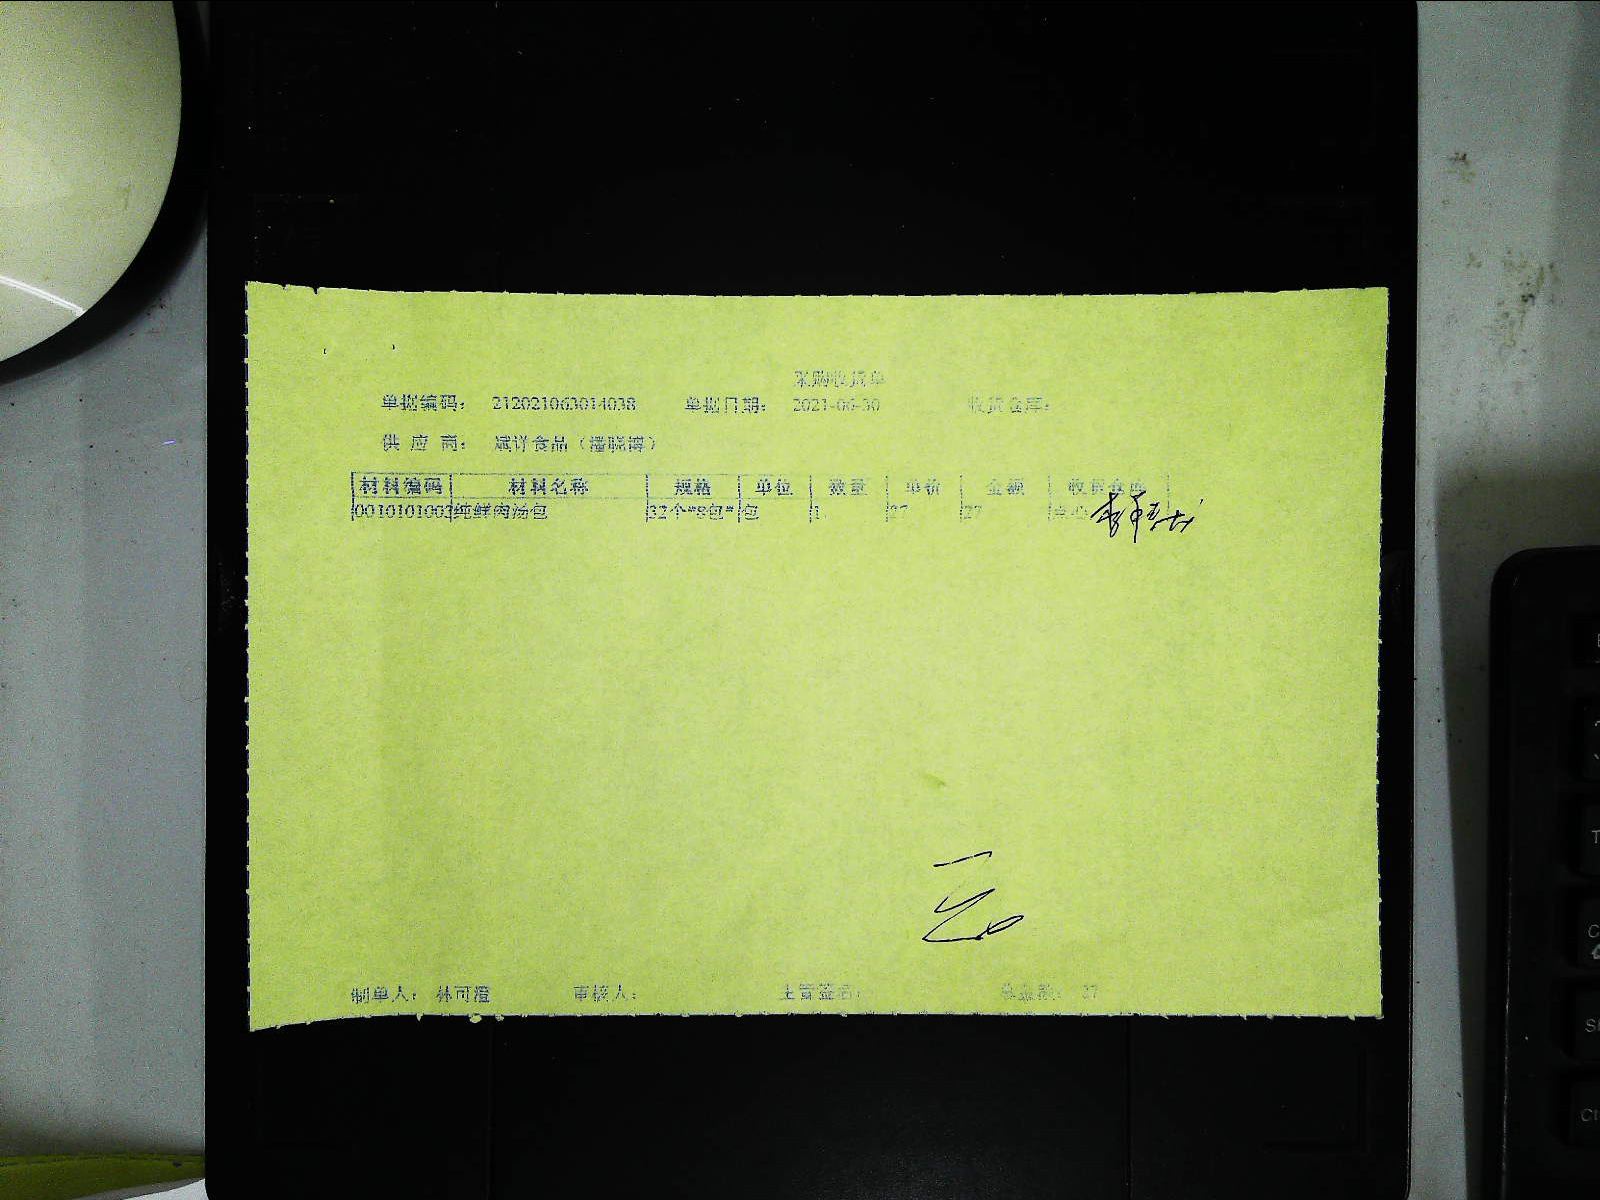 采购收货单
单据编码： 212021063014038 单据日期： 2021-06-30 收货仓库：
供 应 商： 斌洋食品（潘晓博）
材料编码 材料名称 规格 单位 数量 单价 金额 收货仓库
0010101003 纯鲜肉汤包 32个*8包* 包 1. 27 27
制单人： 林可澄 审核人： 主管签名： 总金额： 27